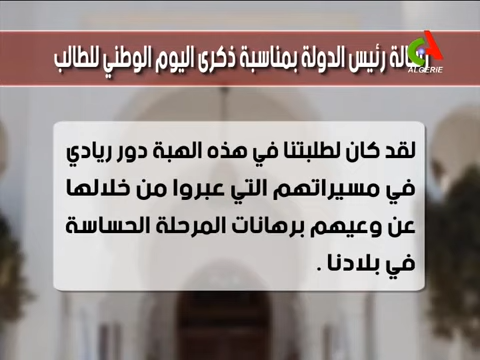 رسالة رئيس الدولة بمناسبة ذكرى اليوم الوطني للطالب
ALGERIE
لقد كان لطلبتنا في هذه الهبة دور ريادي
في مسيراتهم التي عبروا من خلالها
عن وعيهم برهانات المرحلة الحساسة
في بلادنا .